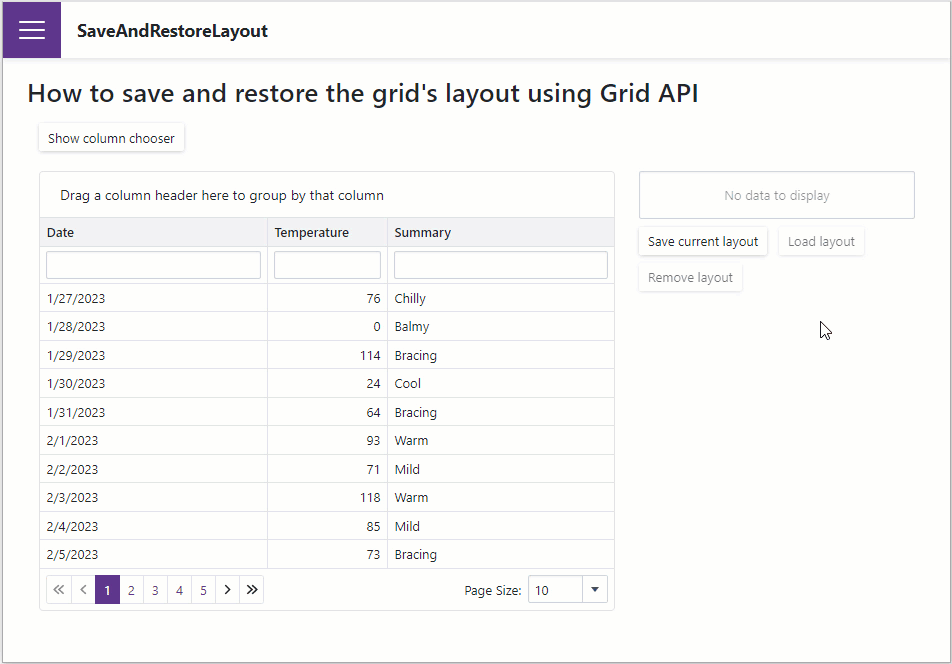 SaveAndRestoreLayout
How to save and restore the grid's layout using Grid API
Show column chooser
Drag a column header here to group by that column
Date Temperature Summary
1/27/2023 76 Chilly
1/28/2023 0 Balmy
1/29/2023 114 Bracing
1/30/2023 24 Cool
1/31/2023 64 Bracing
2/1/2023 93 Warm
2/2/2023 71 Mild
2/3/2023 118 Warm
2/4/2023 85 Mild
2/5/2023 73 Bracing
1 2 3 4 5 Page Size: 10
No data to display
Save current layout Load layout
Remove layout